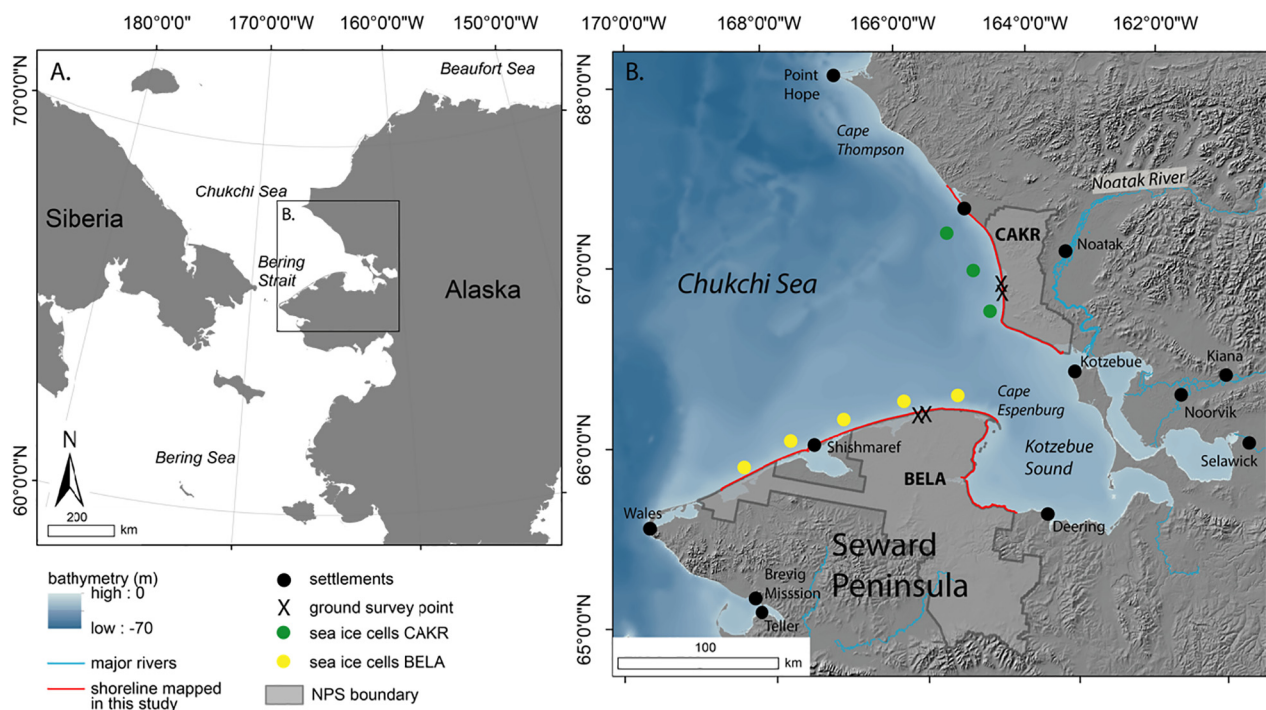 180°0'0"
170°0'0"W
160°0'0"W
150°0'0"W
70°0'0"N
60°0'0"N
A.
Beaufort Sea
Chukchi Sea
Siberia
B.
Bering
Strait
Alaska
N
Bering Sea
200
km
170°0'0"W
168°0'0"W
166°0'0"W
164°0'0"W
162°0'0"W
68°0'0"N
67°0'0"N
66°0'0"N
65°0'0"N
B.
Point
Hope
Cape
Thompson
Noatak River
CAKR
Noatak
Chukchi Sea
Kotzebue
Kiana
Cape
Espenburg
Noorvik
Shishmaref
Kotzebue
Sound
Selawick
BELA
Wales
Deering
Seward
Peninsula
Brevig
Misssion
Teller
100
km
bathymetry (m)
high : 0
low : -70
major rivers
shoreline mapped
in this study
settlements
X ground survey point
sea ice cells CAKR
sea ice cells BELA
NPS boundary